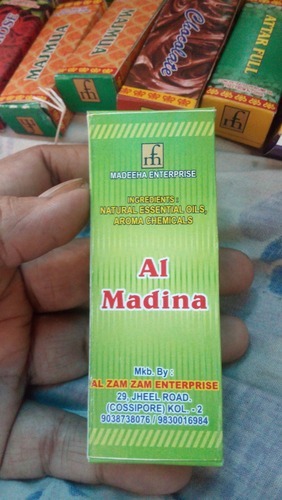 MAJMUA
Chocolate
ATTAR FULL
MADEEHA ENTERPRISE
INGREDIENTS :
NATURAL ESSENTIAL OILS,
AROMA CHEMICALS
Al
Madina
Mkb. By :
AL ZAM ZAM ENTERPRISE
29, JHEEL ROAD.
(COSSIPORE) KOL. - 2
9038738076 / 9830016984